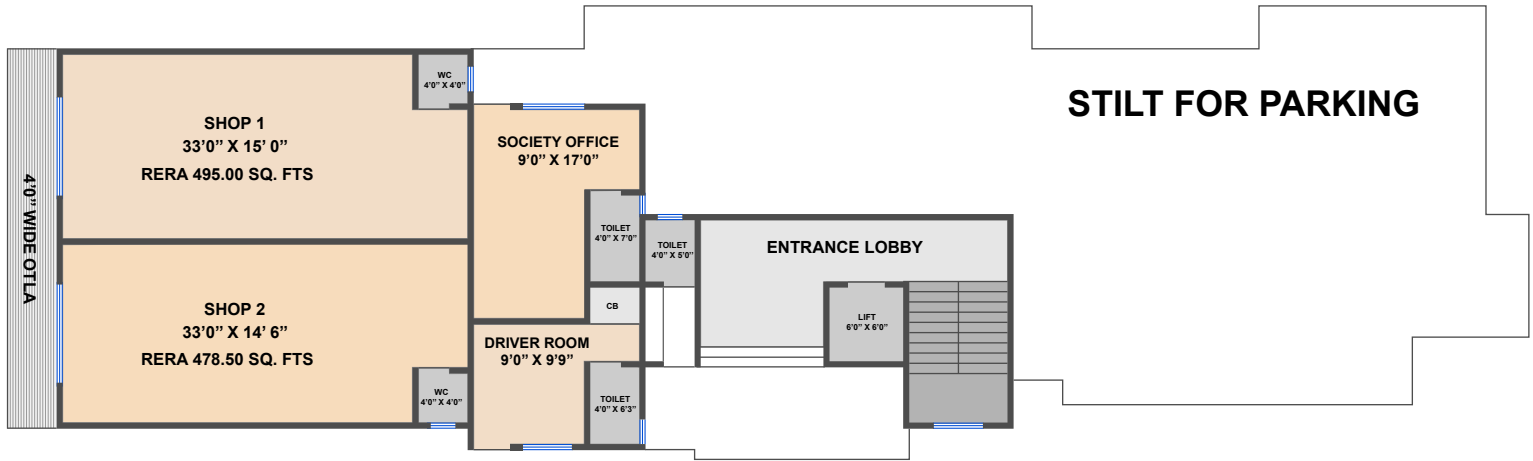 STILT FOR PARKING
WC
4'0” X 4'0”
SHOP 1
33’0” X 15’ 0”
RERA 495.00 SQ. FTS
SOCIETY OFFICE
9’0” X 17’0”
4’0” WIDE OTLA
TOILET
4’0” X 7’0”
TOILET
4’0” X 5’0”
ENTRANCE LOBBY
SHOP 2
33’0” X 14’ 6”
RERA 478.50 SQ. FTS
CB
LIFT
6’0” X 6’0”
DRIVER ROOM
9’0” X 9’9”
WC
4’0” X 4’0”
TOILET
4’0” X 6’3”